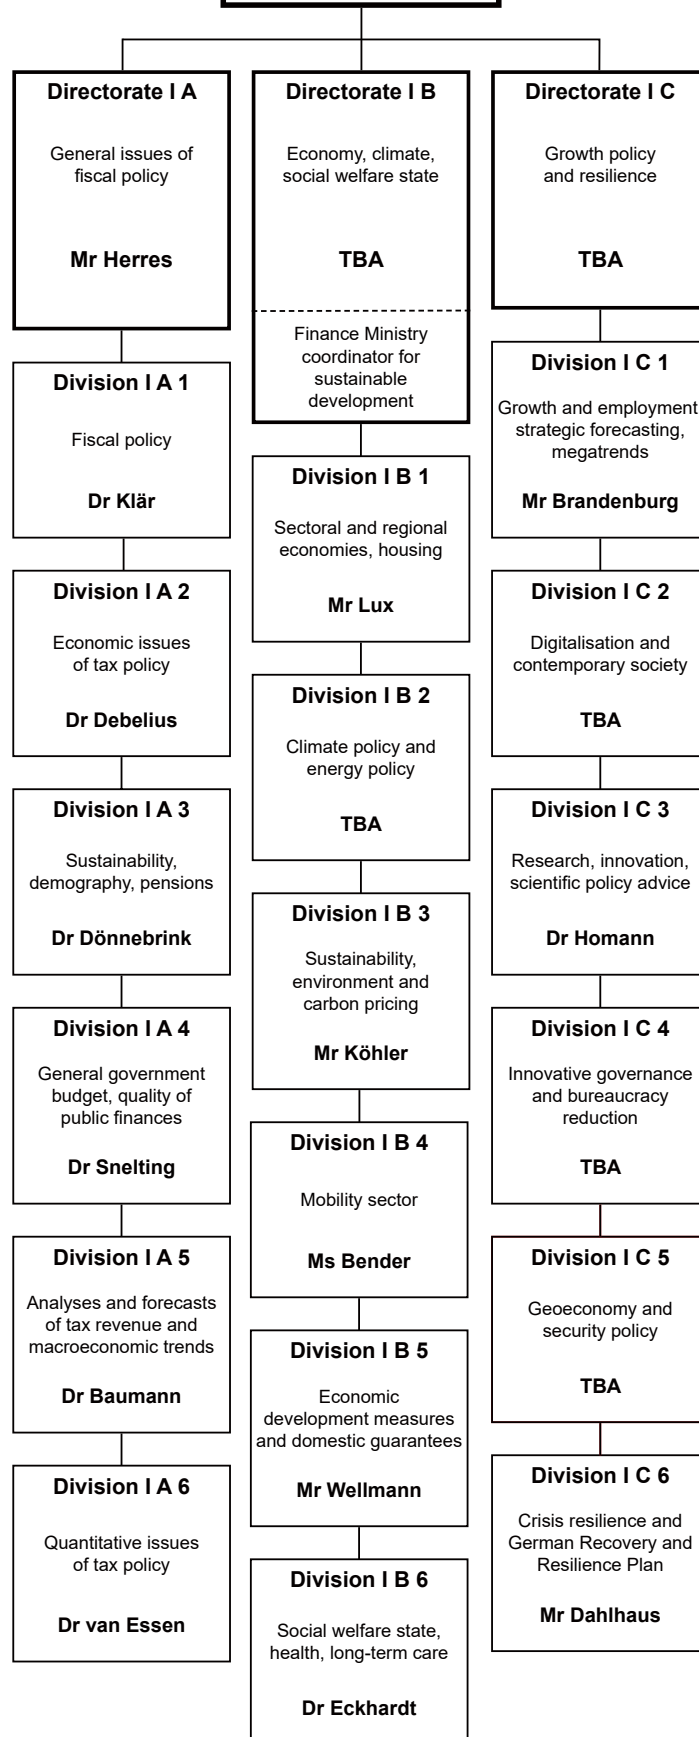 Directorate I A
General issues of
fiscal policy
Mr Herres
Division I A 1
Fiscal policy
Dr Klär
Division I A 2
Economic issues
of tax policy
Dr Debelius
Division I A 3
Sustainability,
demography, pensions
Dr Dönnebrink
Division I A 4
General government
budget, quality of
public finances
Dr Snelting
Division I A 5
Analyses and forecasts
of tax revenue and
macroeconomic trends
Dr Baumann
Division I A 6
Quantitative issues
of tax policy
Dr van Essen
Directorate I B
Economy, climate,
social welfare state
TBA
Finance Ministry
coordinator for
sustainable
development
Division I B 1
Sectoral and regional
economies, housing
Mr Lux
Division I B 2
Climate policy and
energy policy
TBA
Division I B 3
Sustainability,
environment and
carbon pricing
Mr Köhler
Division I B 4
Mobility sector
Ms Bender
Division I B 5
Economic
development measures
and domestic guarantees
Mr Wellmann
Division I B 6
Social welfare state,
health, long-term care
Dr Eckhardt
Directorate I C
Growth policy
and resilience
TBA
Division I C 1
Growth and employment
strategic forecasting,
megatrends
Mr Brandenburg
Division I C 2
Digitalisation and
contemporary society
TBA
Division I C 3
Research, innovation,
scientific policy advice
Dr Homann
Division I C 4
Innovative governance
and bureaucracy
reduction
TBA
Division I C 5
Geoeconomy and
security policy
TBA
Division I C 6
Crisis resilience and
German Recovery and
Resilience Plan
Mr Dahlhaus